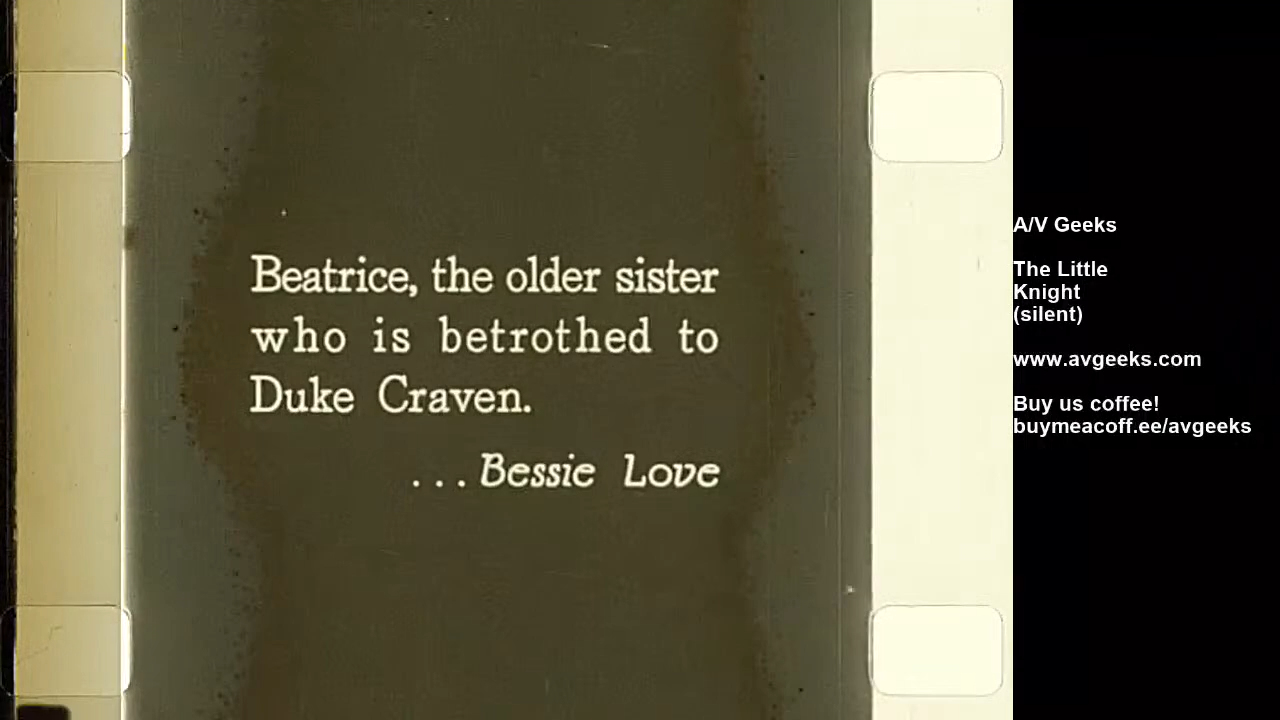 Beatrice, the older sister
who is betrothed to
Duke Craven.
...Bessie Love
A/V Geeks
The Little
Knight
(silent)
www.avgeeks.com
Buy us coffee!
buymeacoff.ee/avgeeks